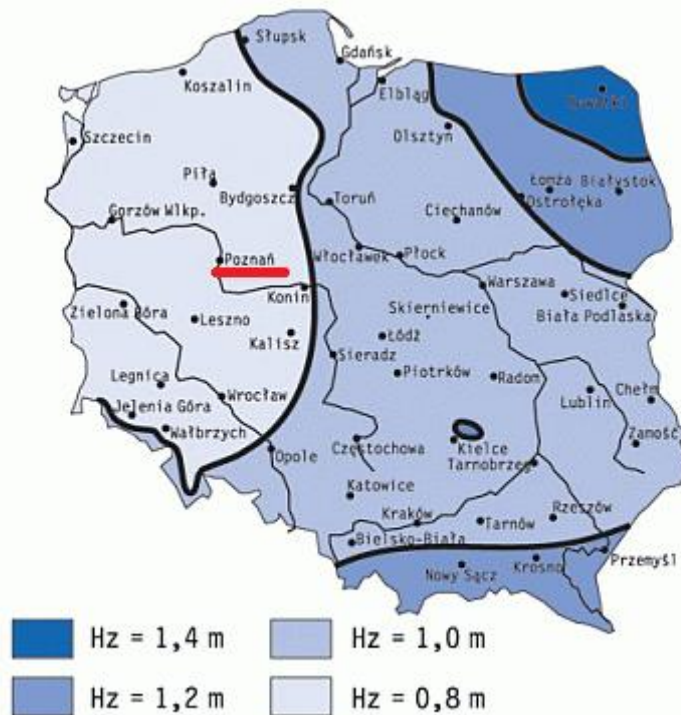 Słupsk
Gdańsk
Koszalin
Elbląg
Suwałki
Olsztyn
Szczecin
Piła
Łomża Białystok
Bydgoszcz
Ostrołęka
Toruń
Gorzów Wlkp.
Ciechanów
Poznań
Włocławek Płock
Konin
Warszawa
Siedlce
Zielona Góra
Skierniewice
Biała Podlaska
Leszno
Kalisz
Łódź
Sieradz
Piotrków
Radom
Legnica
Wrocław
Lublin
Chełm
Jelenia Góra
Wałbrzych
Zamość
Opole
Częstochowa
Kielce
Tarnobrzeg
Katowice
Kraków
Tarnów
Rzeszów
Bielsko-Biała
Przemyśl
Nowy Sącz
Krosno
Hz = 1,4 m
Hz = 1,0 m
Hz = 1,2 m
Hz = 0,8 m